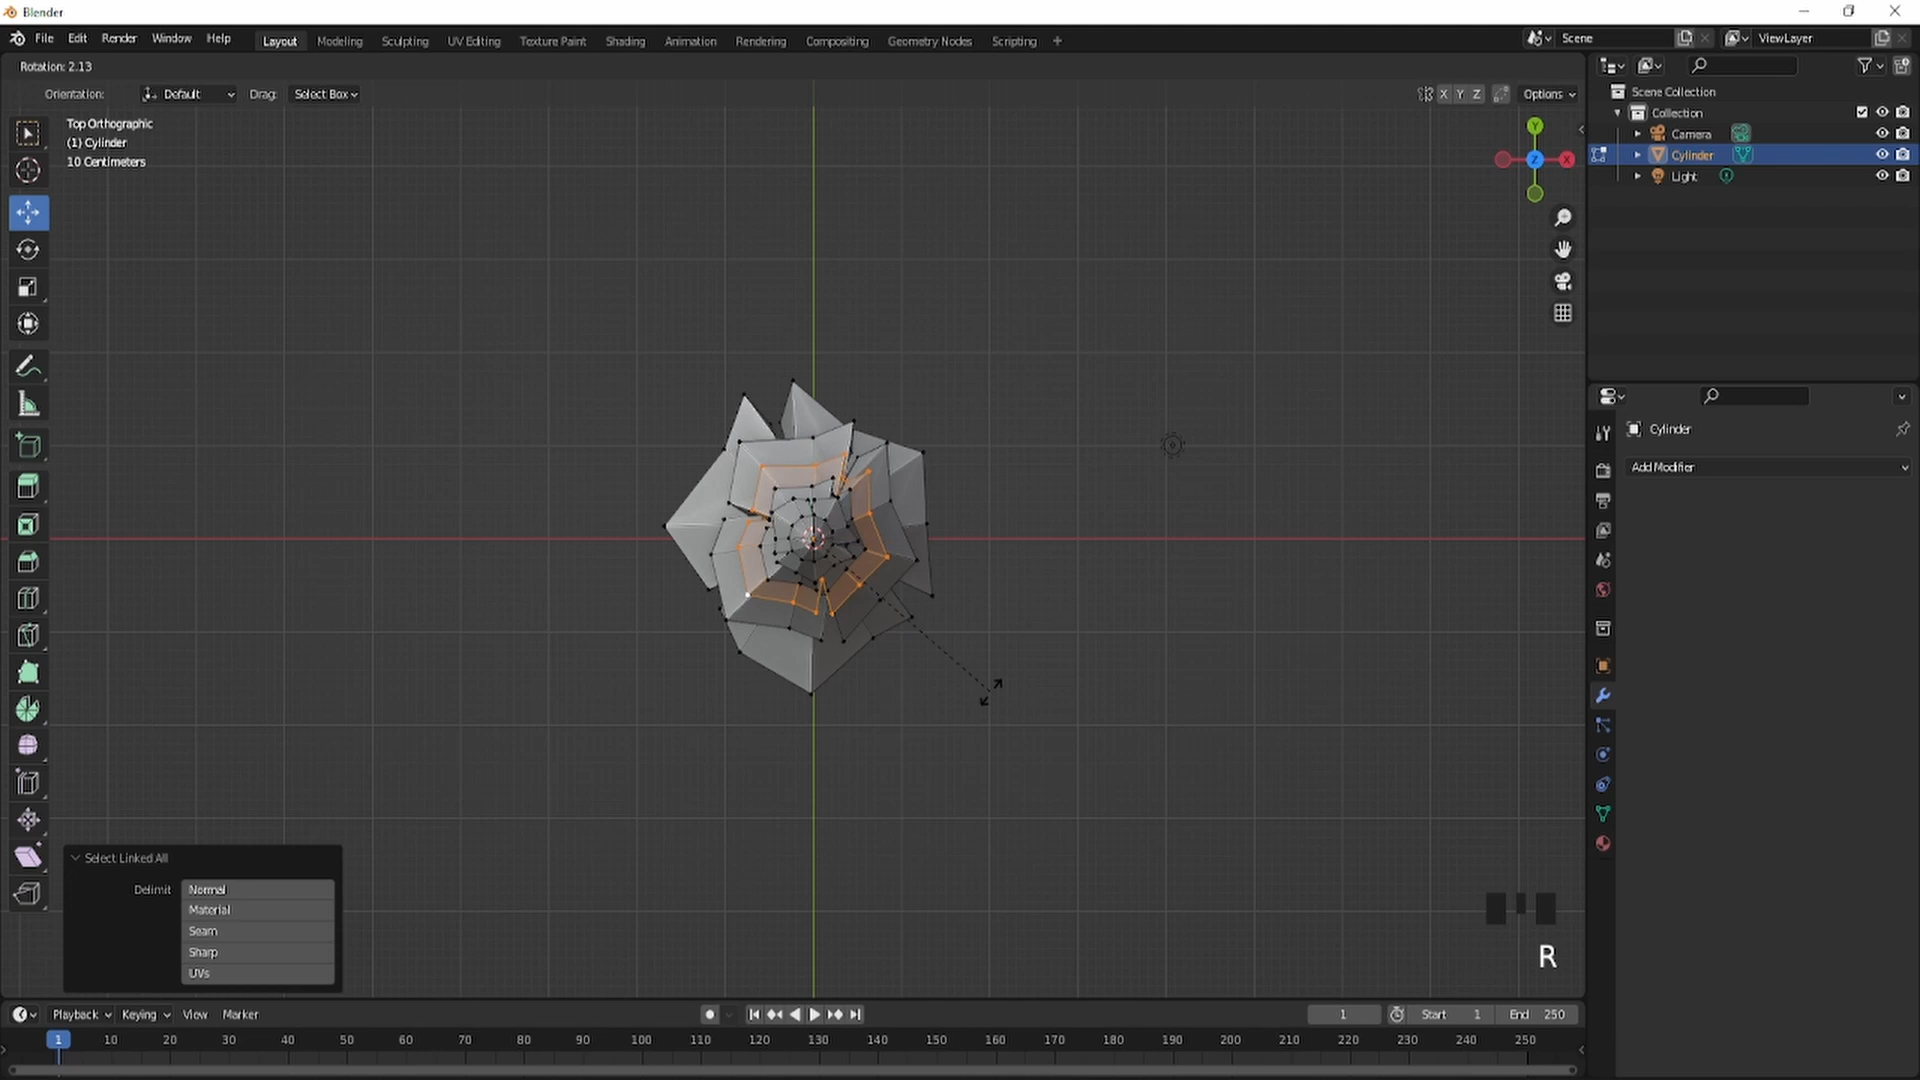 Blender
File Edit Render Window Help
Layout Modeling Sculpting UV Editing Texture Paint Shading Animation Rendering Compositing Geometry Nodes Scripting +
Scene
ViewLayer
Rotation: 2.13
Orientation: Default Drag: Select Box
X Y Z Options
Top Orthographic
(1) Cylinder
10 Centimeters
Y
Z
X
Scene Collection
Collection
Camera
Cylinder
Light
Cylinder
Add Modifier
Select Linked All
Delimit Normal
Material
Seam
Sharp
UVs
R
Playback Keying View Marker
1 Start 1 End 250
1 10 20 30 40 50 60 70 80 90 100 110 120 130 140 150 160 170 180 190 200 210 220 230 240 250